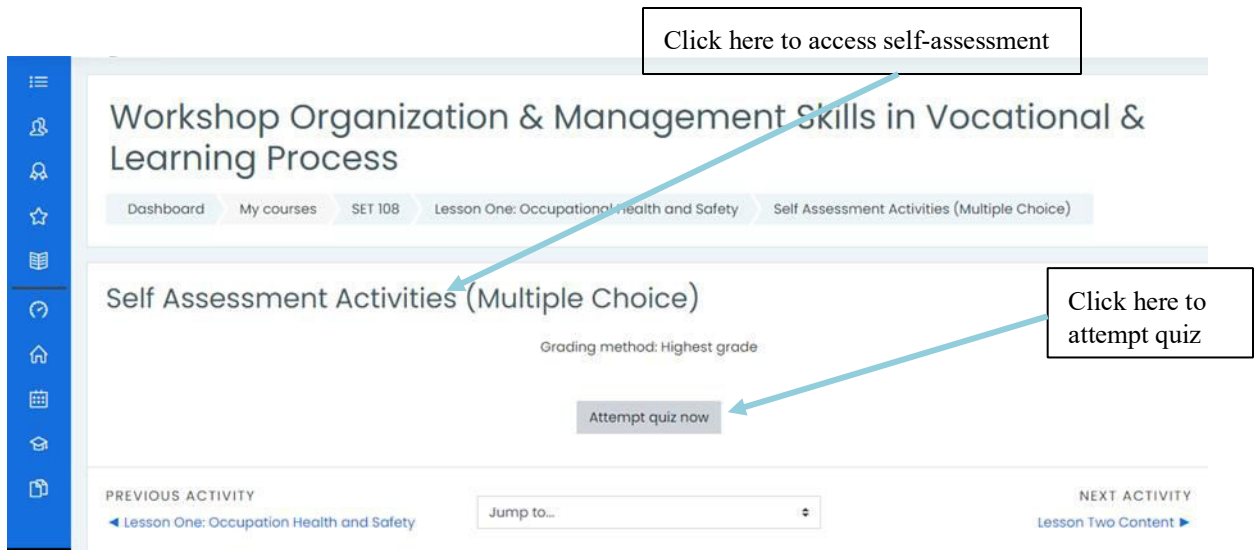 Click here to access self-assessment
Workshop Organization & Management Skills in Vocational &
Learning Process
Dashboard My courses SET 108 Lesson One: Occupational Health and Safety Self Assessment Activities (Multiple Choice)
Self Assessment Activities (Multiple Choice)
Click here to
attempt quiz
Grading method: Highest grade
Attempt quiz now
PREVIOUS ACTIVITY
◄ Lesson One: Occupation Health and Safety
Jump to...
NEXT ACTIVITY
Lesson Two Content ►